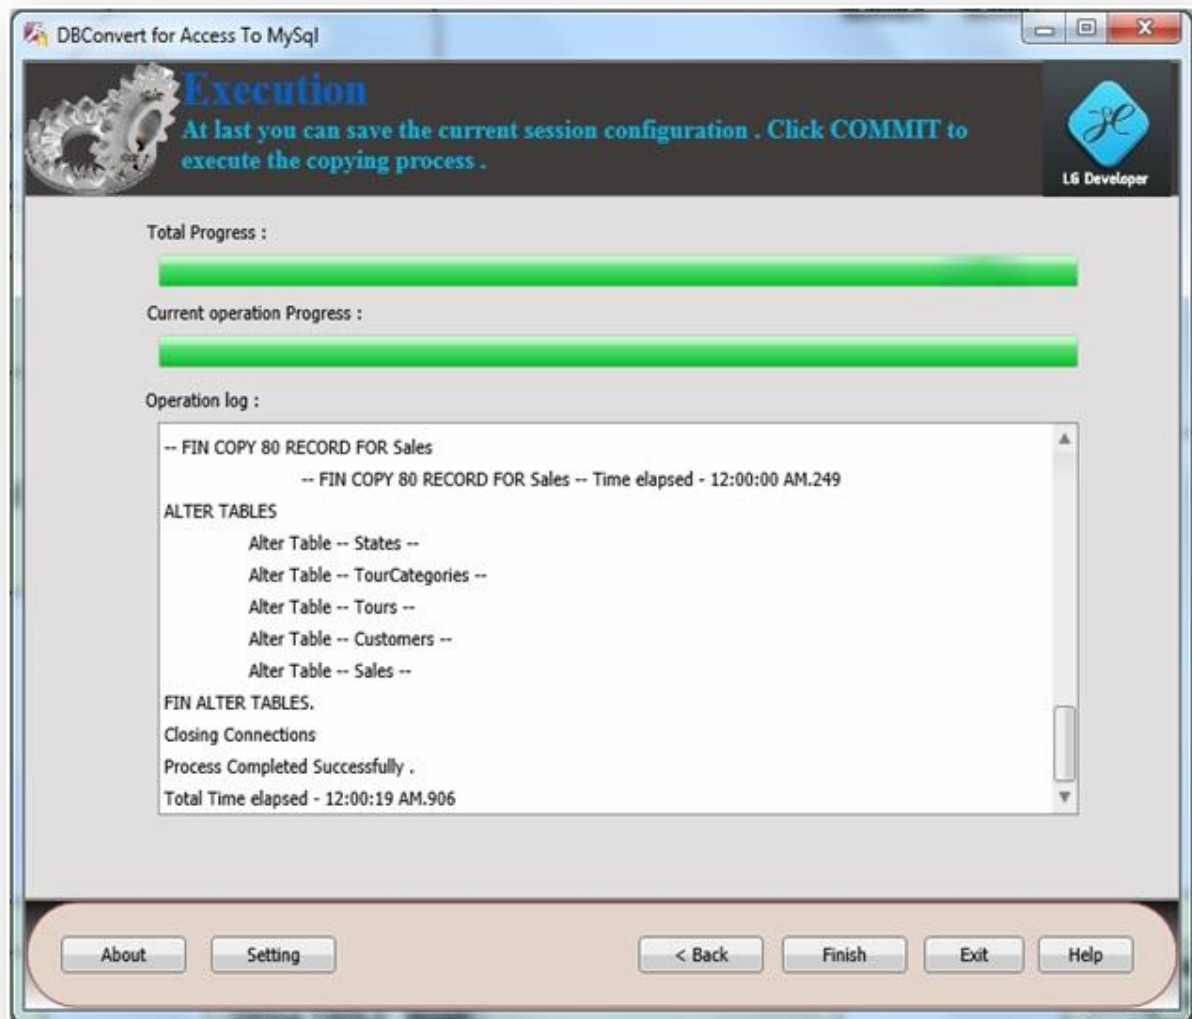 DBConvert for Access To MySql
Execution
At last you can save the current session configuration . Click COMMIT to
execute the copying process .
LG Developer
Total Progress :
Current operation Progress :
Operation log :
-- FIN COPY 80 RECORD FOR Sales
-- FIN COPY 80 RECORD FOR Sales -- Time elapsed - 12:00:00 AM.249
ALTER TABLES
Alter Table -- States --
Alter Table -- TourCategories --
Alter Table -- Tours --
Alter Table -- Customers --
Alter Table -- Sales --
FIN ALTER TABLES.
Closing Connections
Process Completed Successfully .
Total Time elapsed - 12:00:19 AM.906
About Setting < Back Finish Exit Help